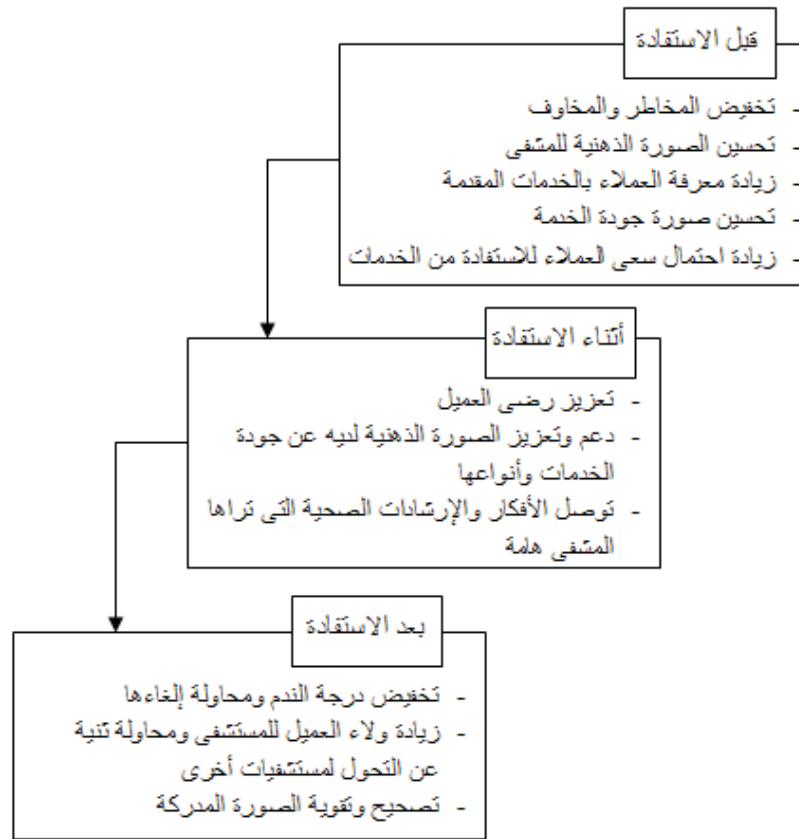 قبل الاستفادة
- تخفيض المخاطر والمخاوف
- تحسين الصورة الذهنية للمشفى
- زيادة معرفة العملاء بالخدمات المقدمة
- تحسين صورة جودة الخدمة
- زيادة احتمال سعى العملاء للاستفادة من الخدمات
أثناء الاستفادة
- تعزيز رضى العميل
- دعم وتعزيز الصورة الذهنية لديه عن جودة
الخدمات وأنواعها
- توصل الأفكار والإرشادات الصحية التى تراها
المشفى هامة
بعد الاستفادة
- تخفيض درجة الندم ومحاولة إلغاءها
- زيادة ولاء العميل للمستشفى ومحاولة ثنية
عن التحول لمستشفيات أخرى
- تصحيح وتقوية الصورة المدركة